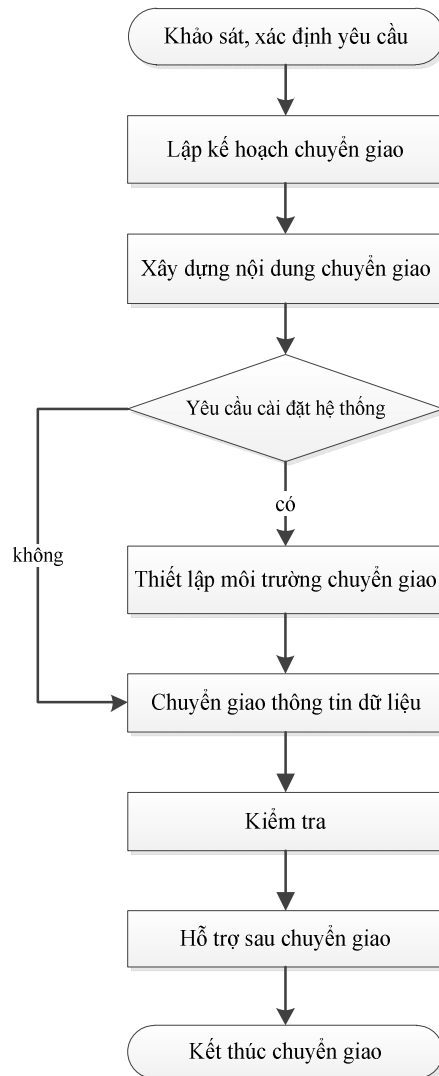 Khảo sát, xác định yêu cầu
Lập kế hoạch chuyển giao
Xây dựng nội dung chuyển giao
Yêu cầu cài đặt hệ thống
có
không
Thiết lập môi trường chuyển giao
Chuyển giao thông tin dữ liệu
Kiểm tra
Hỗ trợ sau chuyển giao
Kết thúc chuyển giao